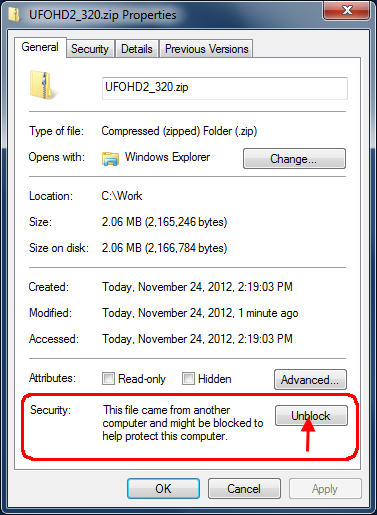 UFOHD2_320.zip Properties
General Security Details Previous Versions
UFOHD2_320.zip
Type of file: Compressed (zipped) Folder (.zip)
Opens with: Windows Explorer Change...
Location: C:\Work
Size: 2.06 MB (2,165,246 bytes)
Size on disk: 2.06 MB (2,166,784 bytes)
Created: Today, November 24, 2012, 2:19:03 PM
Modified: Today, November 24, 2012, 1 minute ago
Accessed: Today, November 24, 2012, 2:19:03 PM
Attributes: Read-only Hidden Advanced...
Security: This file came from another Unblock
computer and might be blocked to
help protect this computer.
OK Cancel Apply